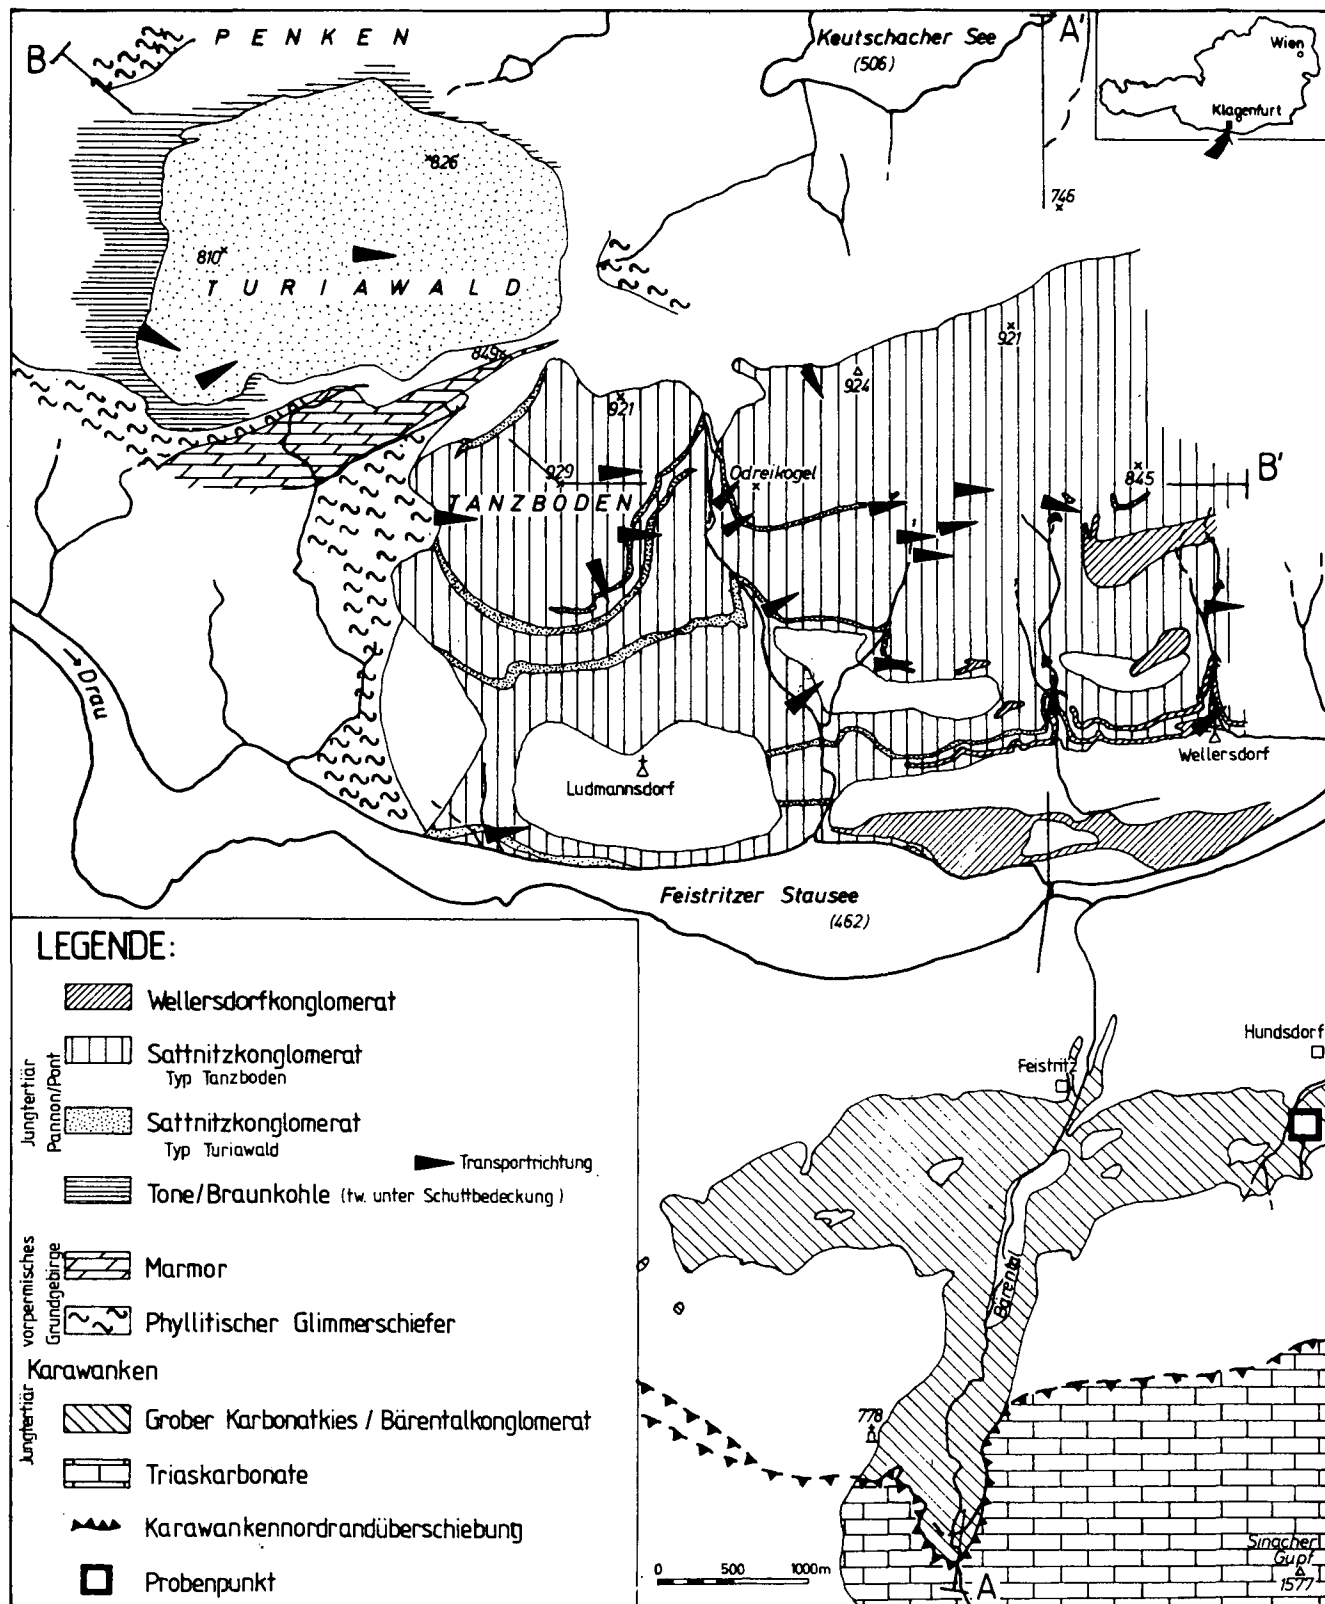 PENKEN
B
Keutschacher See
(506)
A'
Wien
Klagenfurt
826
746
810
TURIAWALD
849
921
921
924
929
TANZBODEN
Ödreikogel
845
B'
→Drau
Ludmannsdorf
Wellersdorf
Feistritzer Stausee
(462)
LEGENDE:
Wellersdorfkonglomerat
Jungtertiär
Pannon/Pont
Sattnitzkonglomerat
Typ Tanzboden
Sattnitzkonglomerat
Typ Turiawald
Transportrichtung
Tone/Braunkohle (tw. unter Schuttbedeckung)
vorpermisches
Grundgebirge
Marmor
Phyllitischer Glimmerschiefer
Karawanken
Jungtertiär
Grober Karbonatkies / Bärentalkonglomerat
Triaskarbonate
Karawankennordrandüberschiebung
Probenpunkt
Hundsdorf
Feistritz
Bärental
778
0 500 1000m
A
Sinacher
Gupf
1577